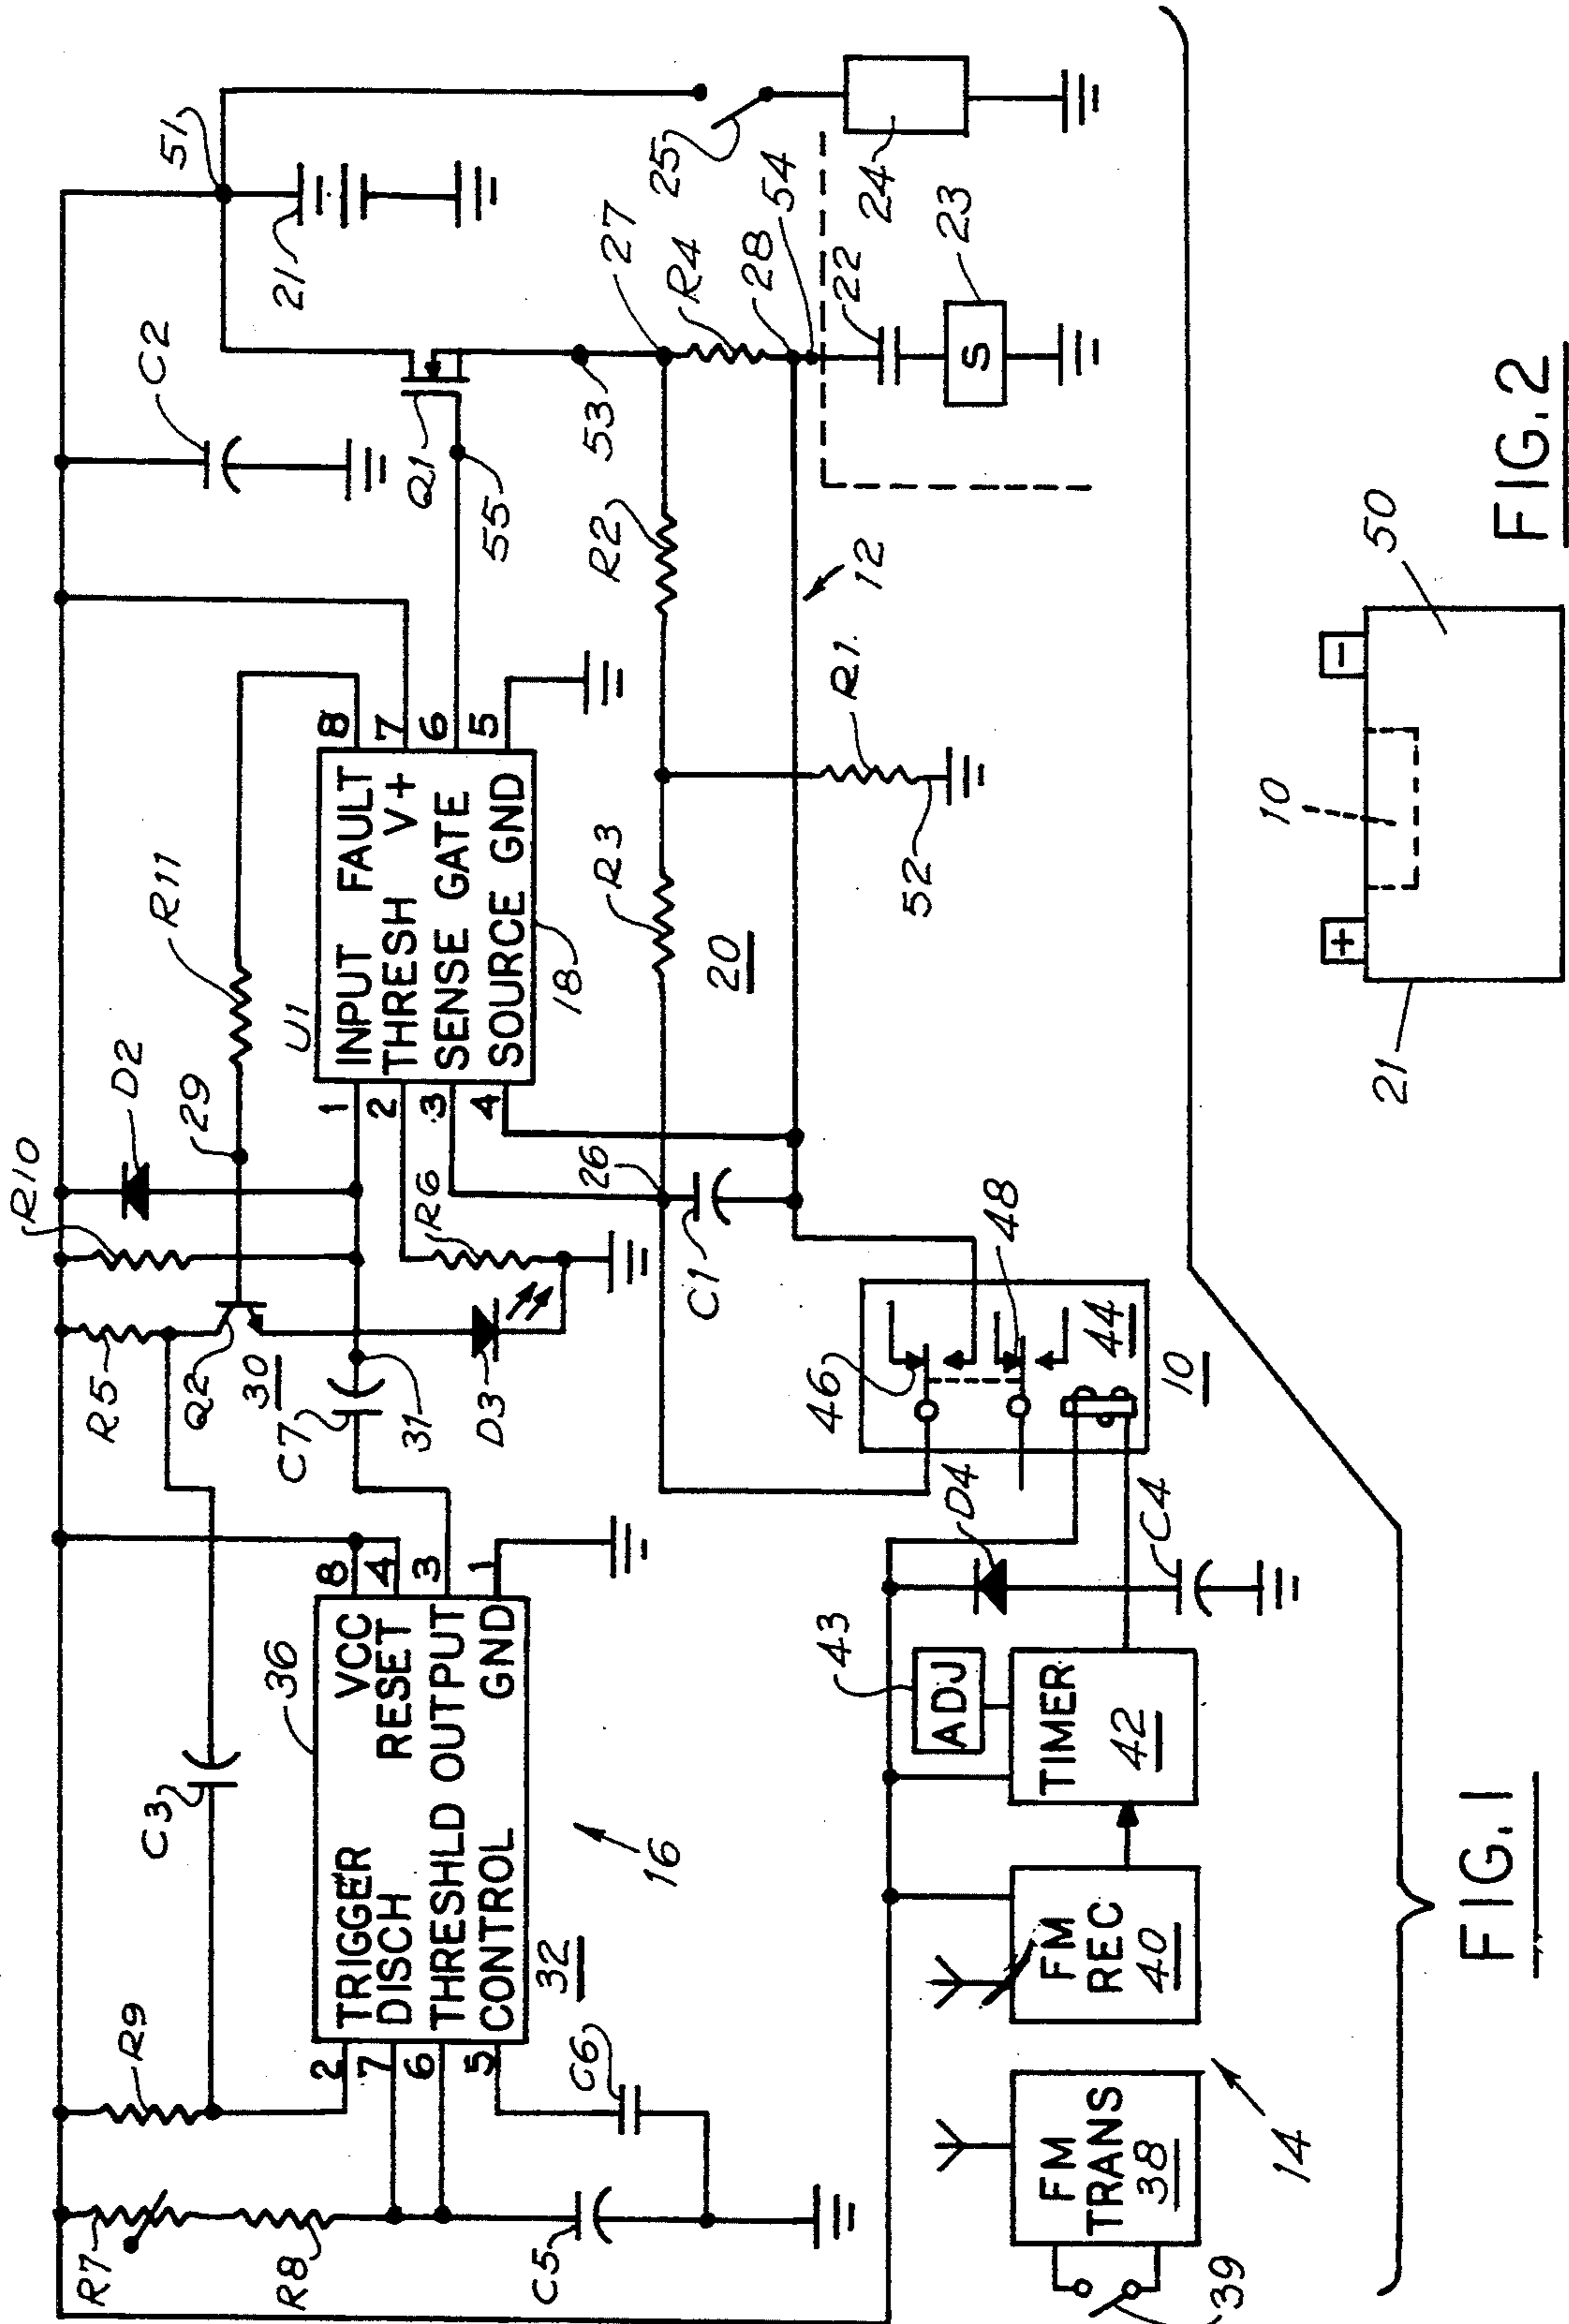 R7
R8
R9
C3
R5
R10
D2
29
R11
C2
51
21
36
U1
2 TRIGGER VCC 8
7 DISCH RESET 4
6 THRESHLD OUTPUT 3
5 CONTROL GND 1
32
16
C5
C6
Q2
30
C7
31
D3
R6
1 INPUT FAULT 8
2 THRESH V+ 7
3 SENSE GATE 6
4 SOURCE GND 5
18
Q1
55
53
27
R4
28
54
25
24
22
S
23
26
C1
R3
20
R2
R1
52
12
46
48
44
10
D4
C4
43
ADJ
TIMER
42
FM
REC
40
FM
TRANS
38
39
14
FIG. 1
10
+
-
50
21
FIG. 2